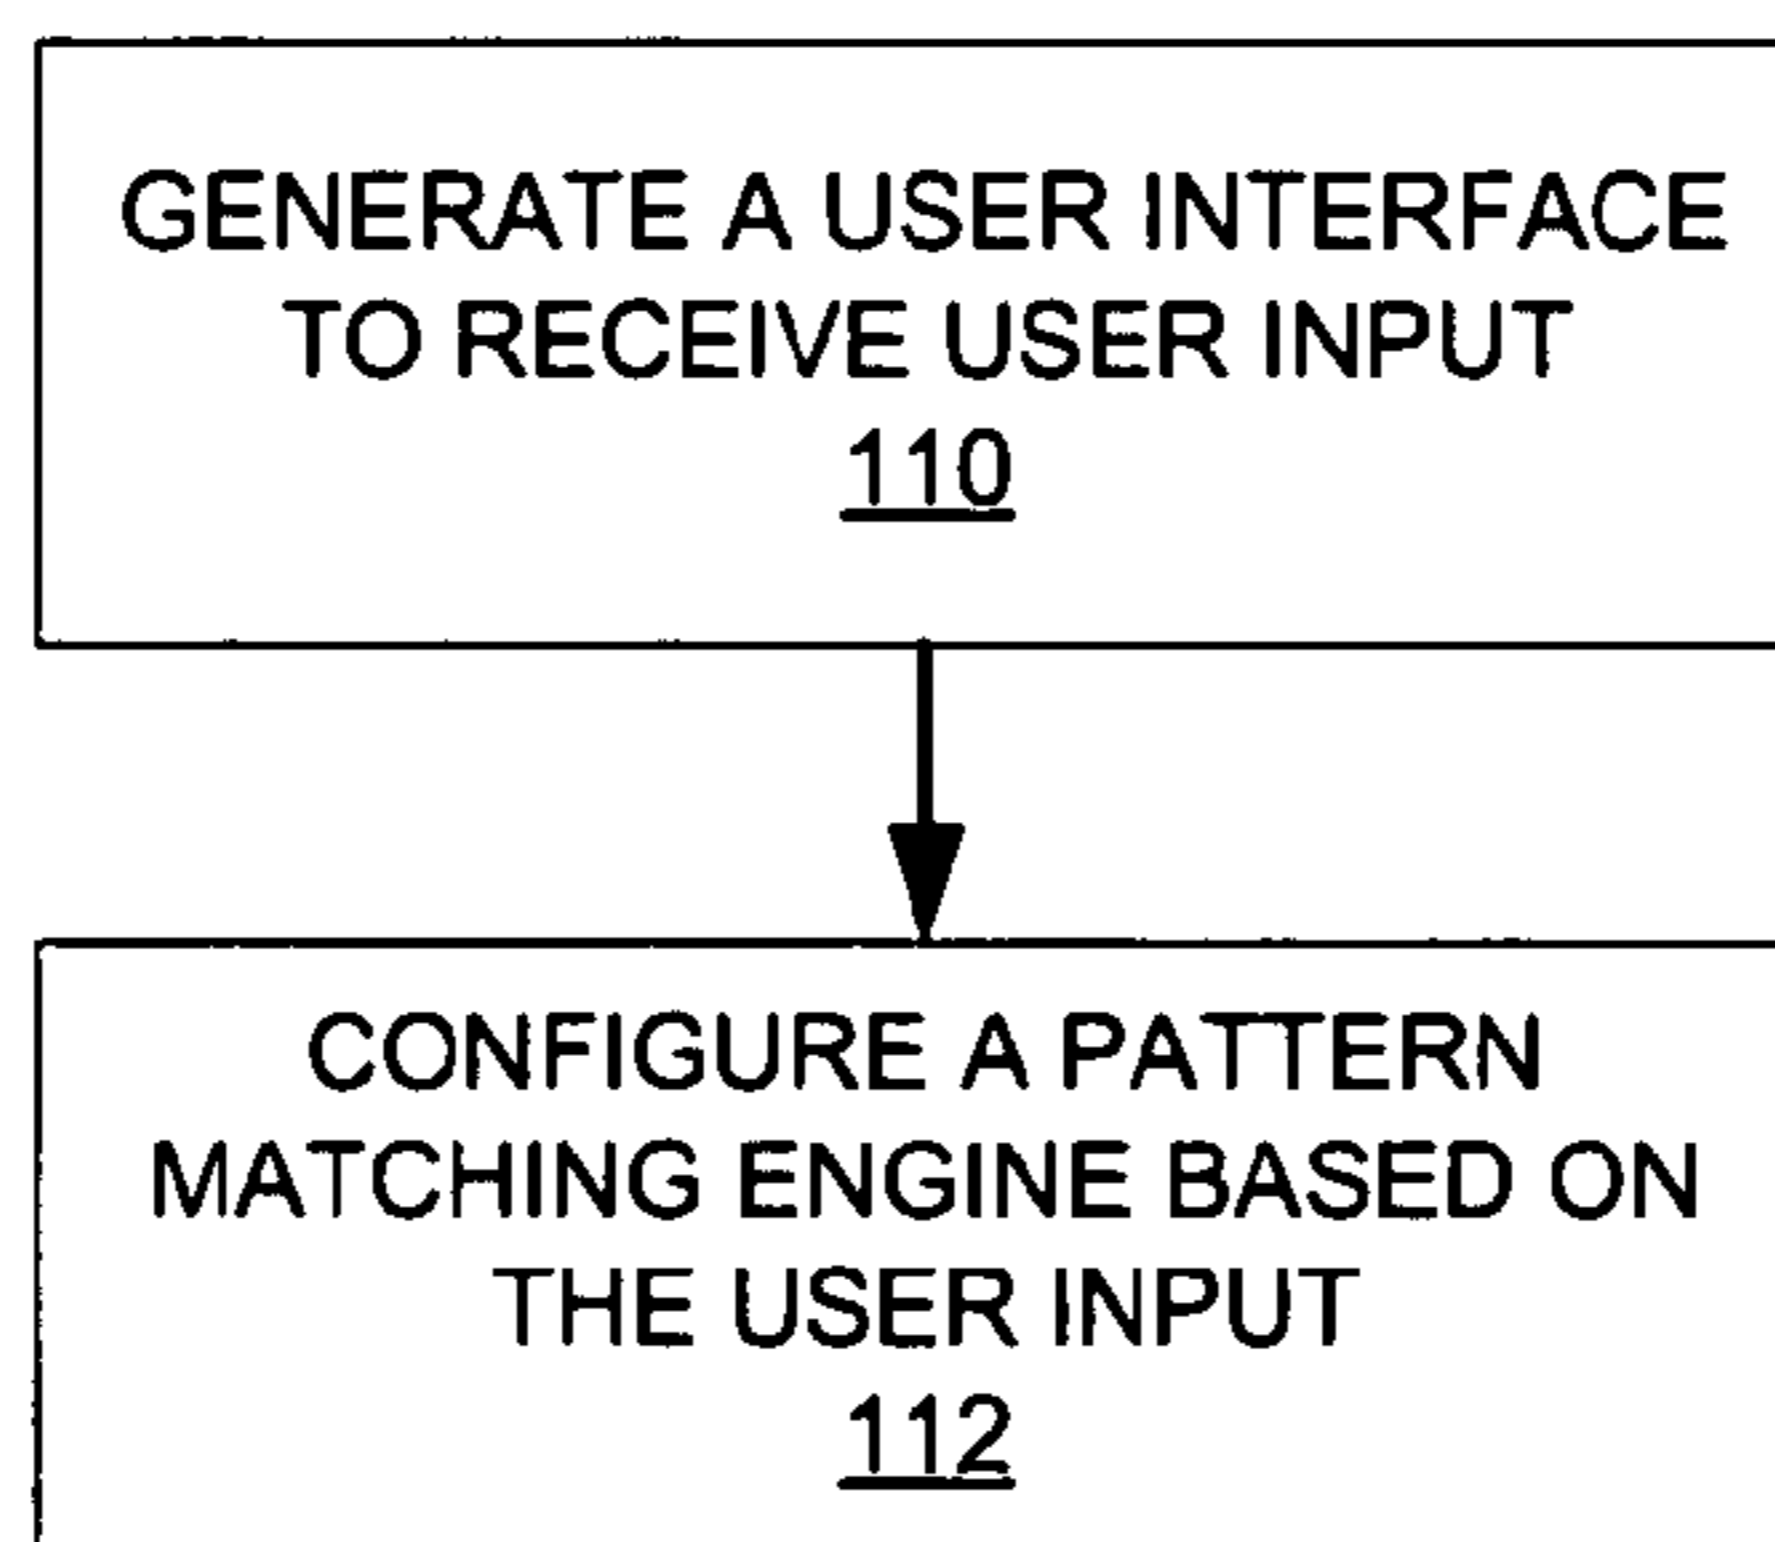 GENERATE A USER INTERFACE
TO RECEIVE USER INPUT
110
CONFIGURE A PATTERN
MATCHING ENGINE BASED ON
THE USER INPUT
112